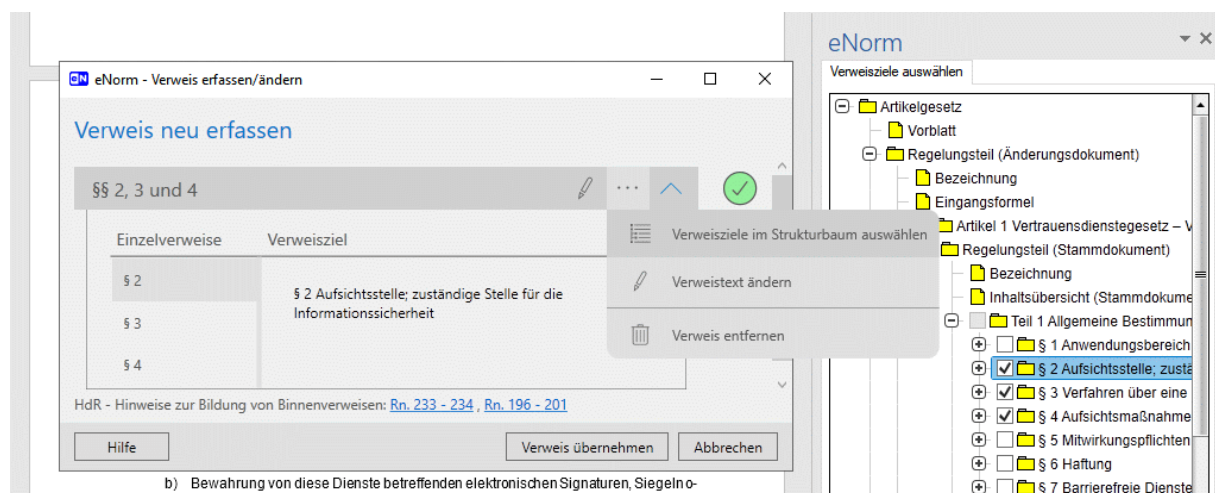 eNorm - Verweis erfassen/ändern
Verweis neu erfassen
§§ 2, 3 und 4
Einzelverweise Verweisziel
§ 2
§ 3
§ 4
§ 2 Aufsichtsstelle; zuständige Stelle für die
Informationssicherheit
Verweisziele im Strukturbaum auswählen
Verweistext ändern
Verweis entfernen
HdR - Hinweise zur Bildung von Binnenverweisen: Rn. 233 - 234 , Rn. 196 - 201
Hilfe
Verweis übernehmen
Abbrechen
b) Bewahrung von diese Dienste betreffenden elektronischen Signaturen, Siegeln o-
eNorm
Verweisziele auswählen
Artikelgesetz
Vorblatt
Regelungsteil (Änderungsdokument)
Bezeichnung
Eingangsformel
Artikel 1 Vertrauensdienstegesetz – V
Regelungsteil (Stammdokument)
Bezeichnung
Inhaltsübersicht (Stammdokume
Teil 1 Allgemeine Bestimmun
§ 1 Anwendungsbereich
§ 2 Aufsichtsstelle; zustä
§ 3 Verfahren über eine
§ 4 Aufsichtsmaßnahme
§ 5 Mitwirkungspflichten
§ 6 Haftung
§ 7 Barrierefreie Dienste